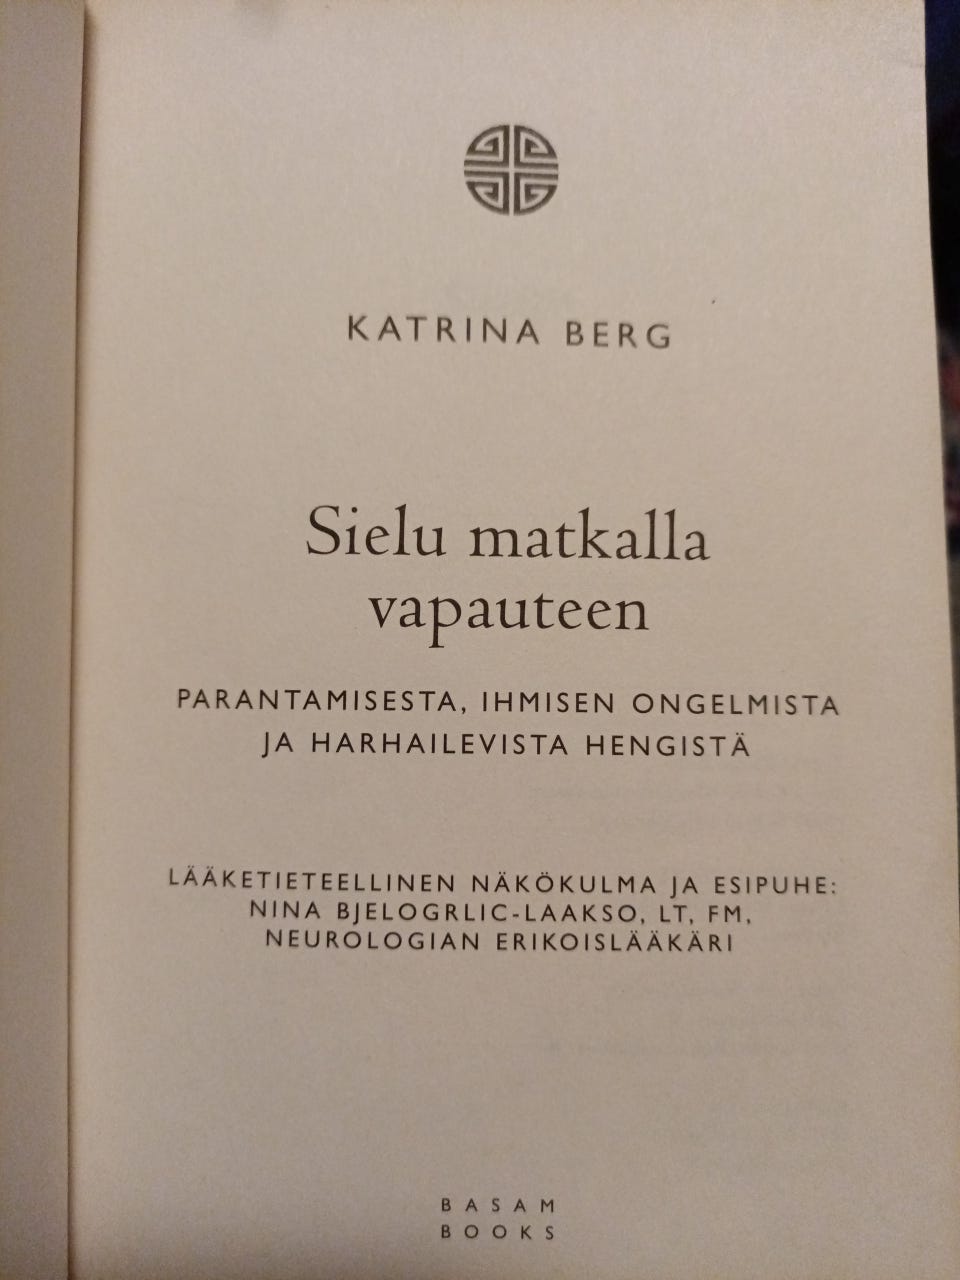 KATRINA BERG
Sielu matkalla
vapauteen
PARANTAMISESTA, IHMISEN ONGELMISTA
JA HARHAILEVISTA HENGISTÄ
LÄÄKETIETEELLINEN NÄKÖKULMA JA ESIPUHE:
NINA BJELOGRLIC-LAAKSO, LT, FM,
NEUROLOGIAN ERIKOISLÄÄKÄRI
BASAM
BOOKS